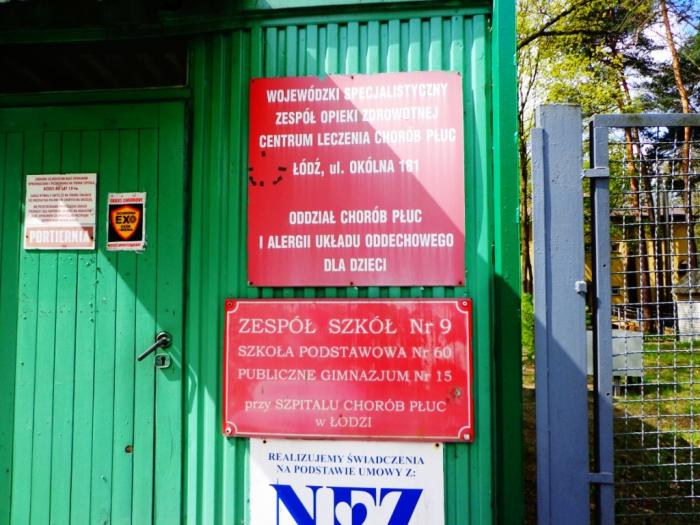 WOJEWÓDZKI SPECJALISTYCZNY
ZESPÓŁ OPIEKI ZDROWOTNEJ
CENTRUM LECZENIA CHORÓB PŁUC
ŁÓDŹ, ul. OKÓLNA 181
ODDZIAŁ CHORÓB PŁUC
I ALERGII UKŁADU ODDECHOWEGO
DLA DZIECI
ZESPÓŁ SZKÓŁ Nr 9
SZKOŁA PODSTAWOWA Nr 60
PUBLICZNE GIMNAZJUM Nr 15
przy SZPITALU CHORÓB PŁUC
w ŁODZI
REALIZUJEMY ŚWIADCZENIA
NA PODSTAWIE UMOWY Z:
NFZ
PORTIERNIA
EXO